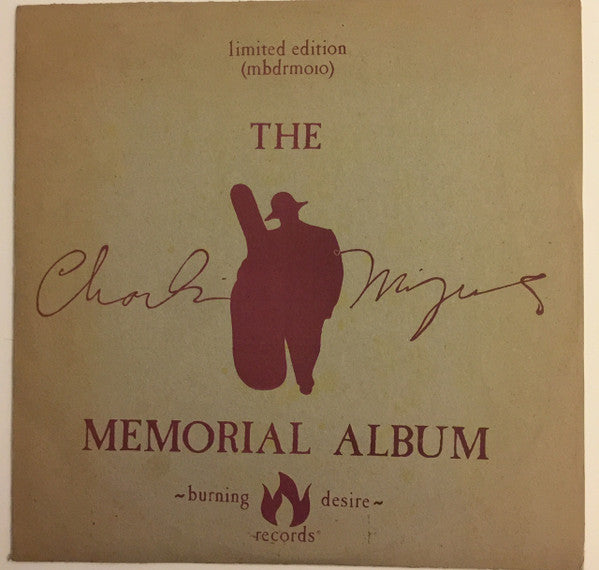 limited edition
(mbdrm010)
THE
Charlie Mingus
MEMORIAL ALBUM
~burning desire~
records